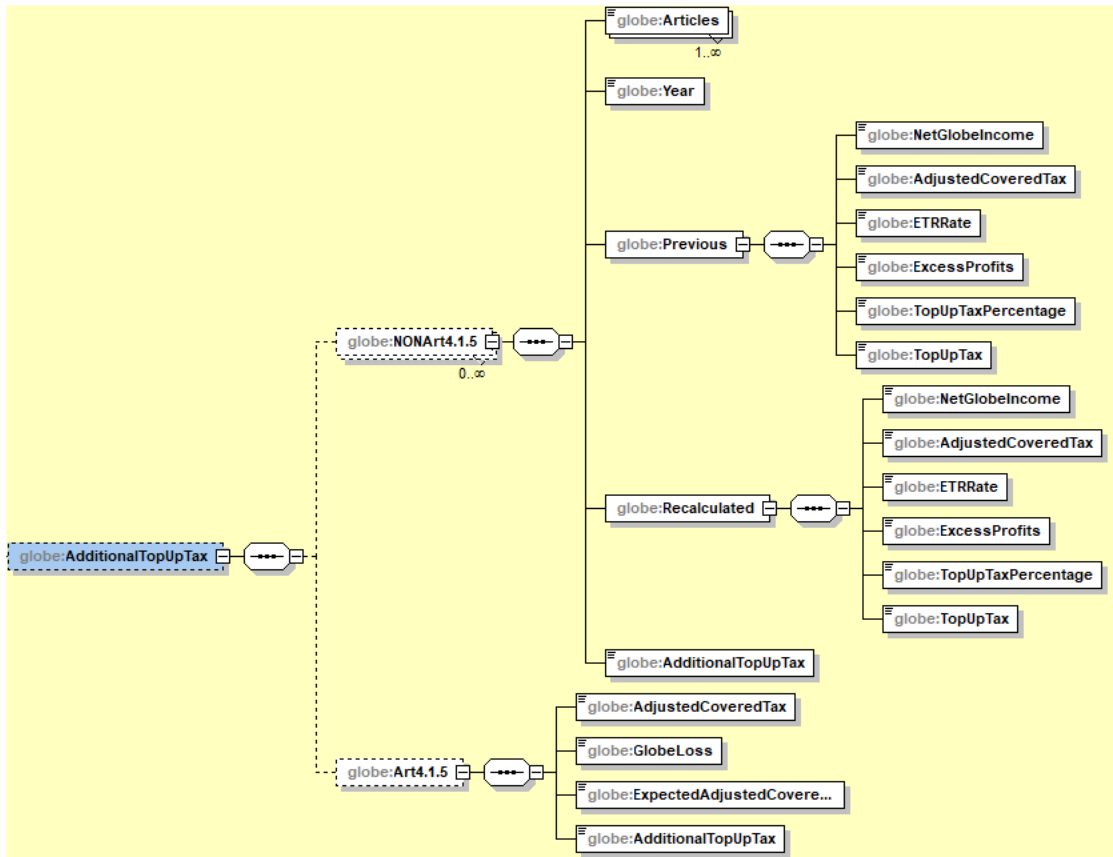 globe:Articles
1..∞
globe:Year
globe:NetGlobeIncome
globe:AdjustedCoveredTax
globe:ETRRate
globe:Previous
globe:ExcessProfits
globe:TopUpTaxPercentage
globe:TopUpTax
globe:NONArt4.1.5
0..∞
globe:NetGlobeIncome
globe:AdjustedCoveredTax
globe:ETRRate
globe:Recalculated
globe:ExcessProfits
globe:TopUpTaxPercentage
globe:TopUpTax
globe:AdditionalTopUpTax
globe:AdditionalTopUpTax
globe:AdjustedCoveredTax
globe:GlobeLoss
globe:Art4.1.5
globe:ExpectedAdjustedCovere...
globe:AdditionalTopUpTax